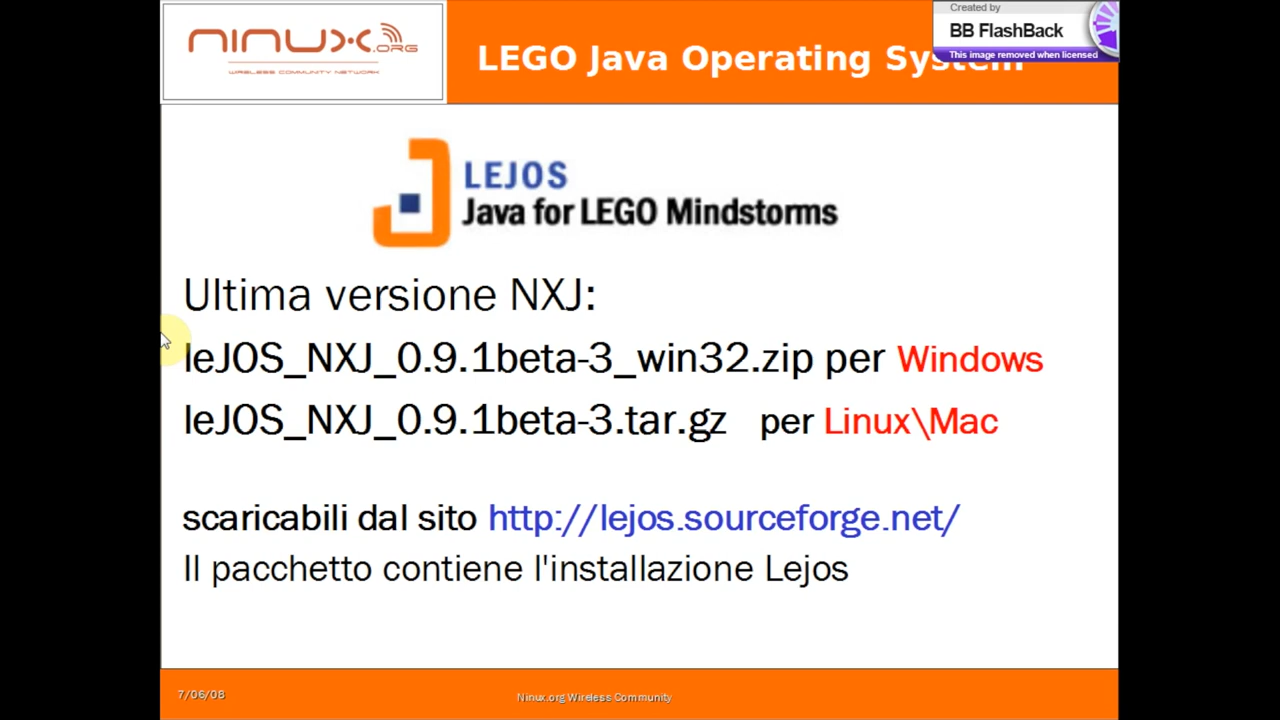 NINUX.ORG
WIRELESS COMMUNITY NETWORK
LEGO Java Operating System
Created by
BB FlashBack
This image removed when licensed
LEJOS
Java for LEGO Mindstorms
Ultima versione NXJ:
leJOS_NXJ_0.9.1beta-3_win32.zip per Windows
leJOS_NXJ_0.9.1beta-3.tar.gz per Linux\Mac
scaricabili dal sito http://lejos.sourceforge.net/
Il pacchetto contiene l'installazione Lejos
7/06/08
Ninux.org Wireless Community